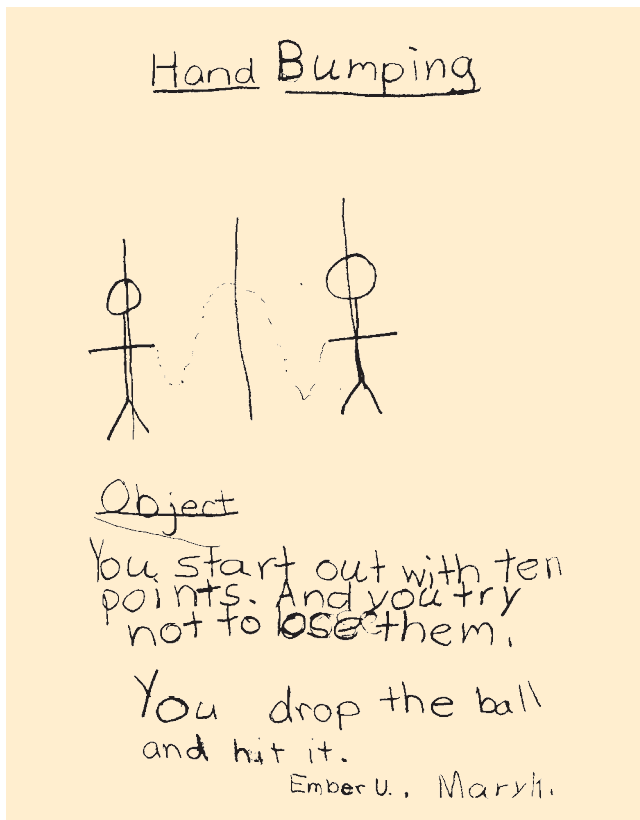 Hand Bumping
Object
You start out with ten
points. And you try
not to lose them.
You drop the ball
and hit it.
Ember U., Mary h.